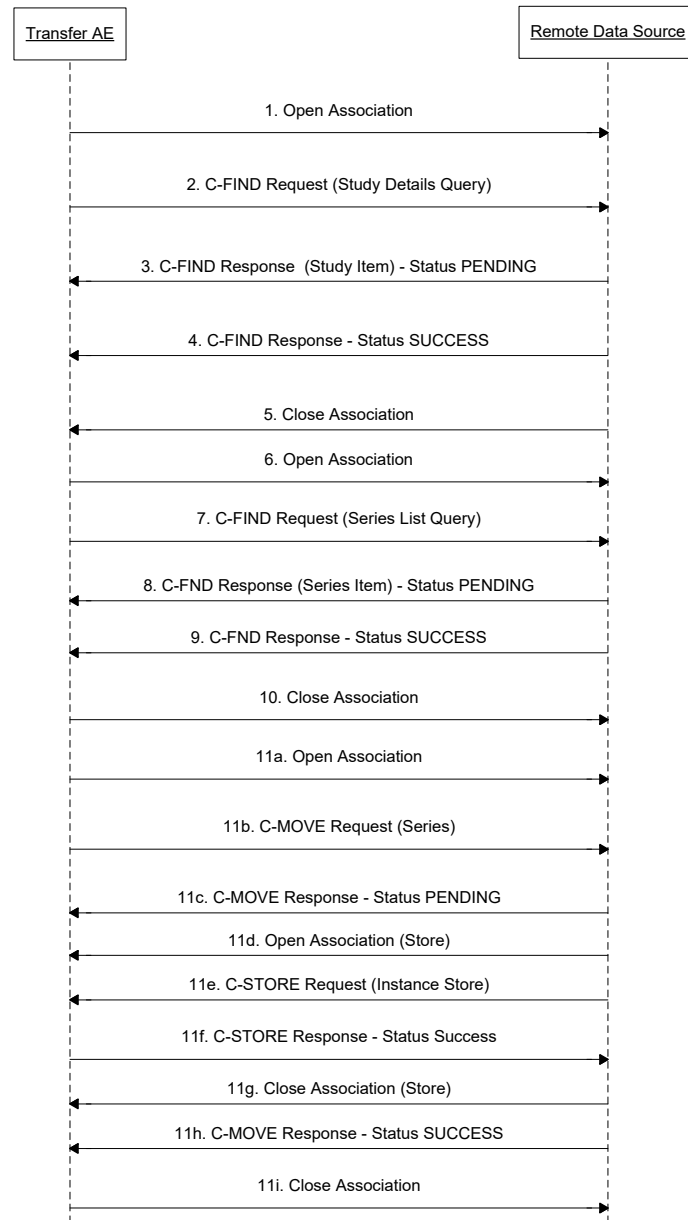 Transfer AE
Remote Data Source
1. Open Association
2. C-FIND Request (Study Details Query)
3. C-FIND Response  (Study Item) - Status PENDING
4. C-FIND Response - Status SUCCESS
5. Close Association
6. Open Association
7. C-FIND Request (Series List Query)
8. C-FND Response (Series Item) - Status PENDING
9. C-FND Response - Status SUCCESS
10. Close Association
11a. Open Association
11b. C-MOVE Request (Series)
11c. C-MOVE Response - Status PENDING
11d. Open Association (Store)
11e. C-STORE Request (Instance Store)
11f. C-STORE Response - Status Success
11g. Close Association (Store)
11h. C-MOVE Response - Status SUCCESS
11i. Close Association